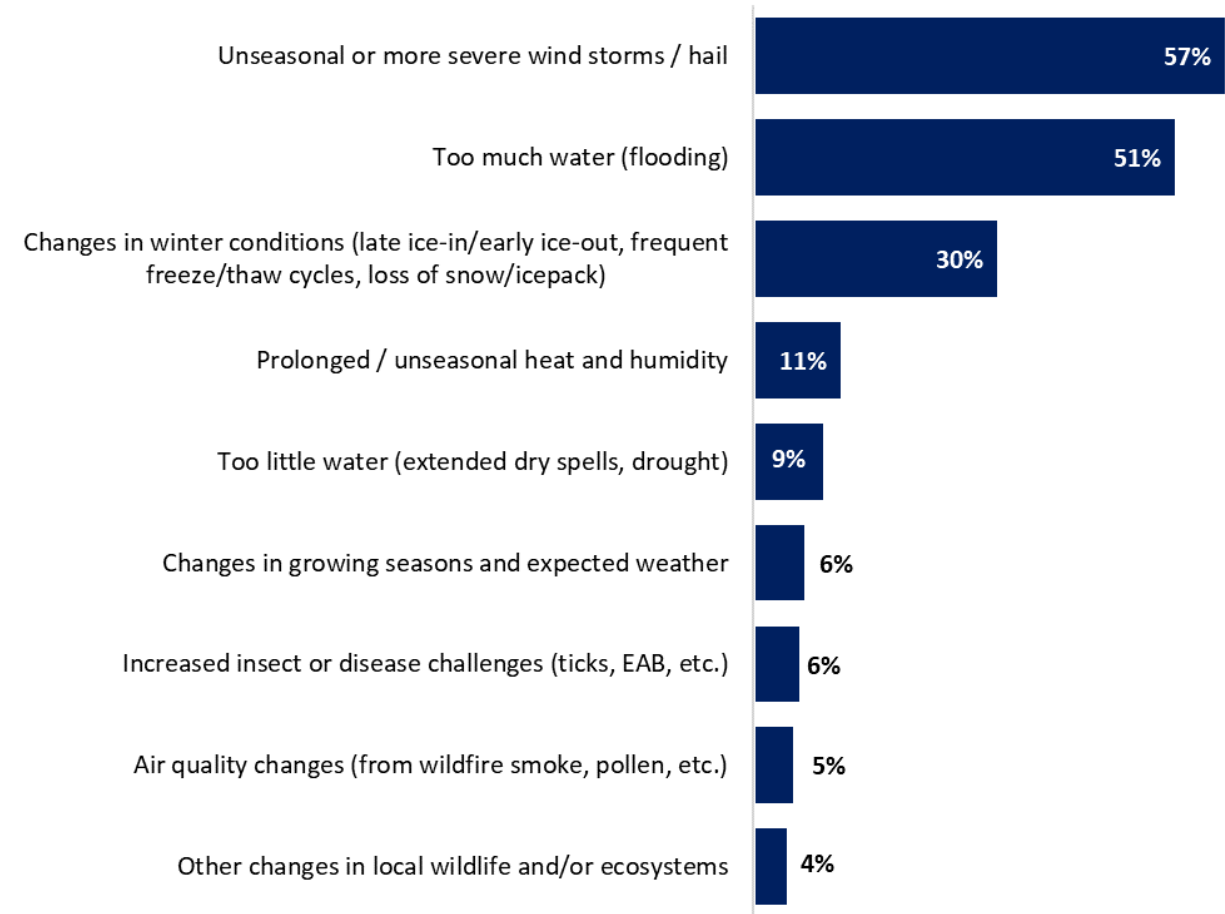 Unseasonal or more severe wind storms / hail
57%
Too much water (flooding)
51%
Changes in winter conditions (late ice-in/early ice-out, frequent
freeze/thaw cycles, loss of snow/icepack)
30%
Prolonged / unseasonal heat and humidity
11%
Too little water (extended dry spells, drought)
9%
Changes in growing seasons and expected weather
6%
Increased insect or disease challenges (ticks, EAB, etc.)
6%
Air quality changes (from wildfire smoke, pollen, etc.)
5%
Other changes in local wildlife and/or ecosystems
4%